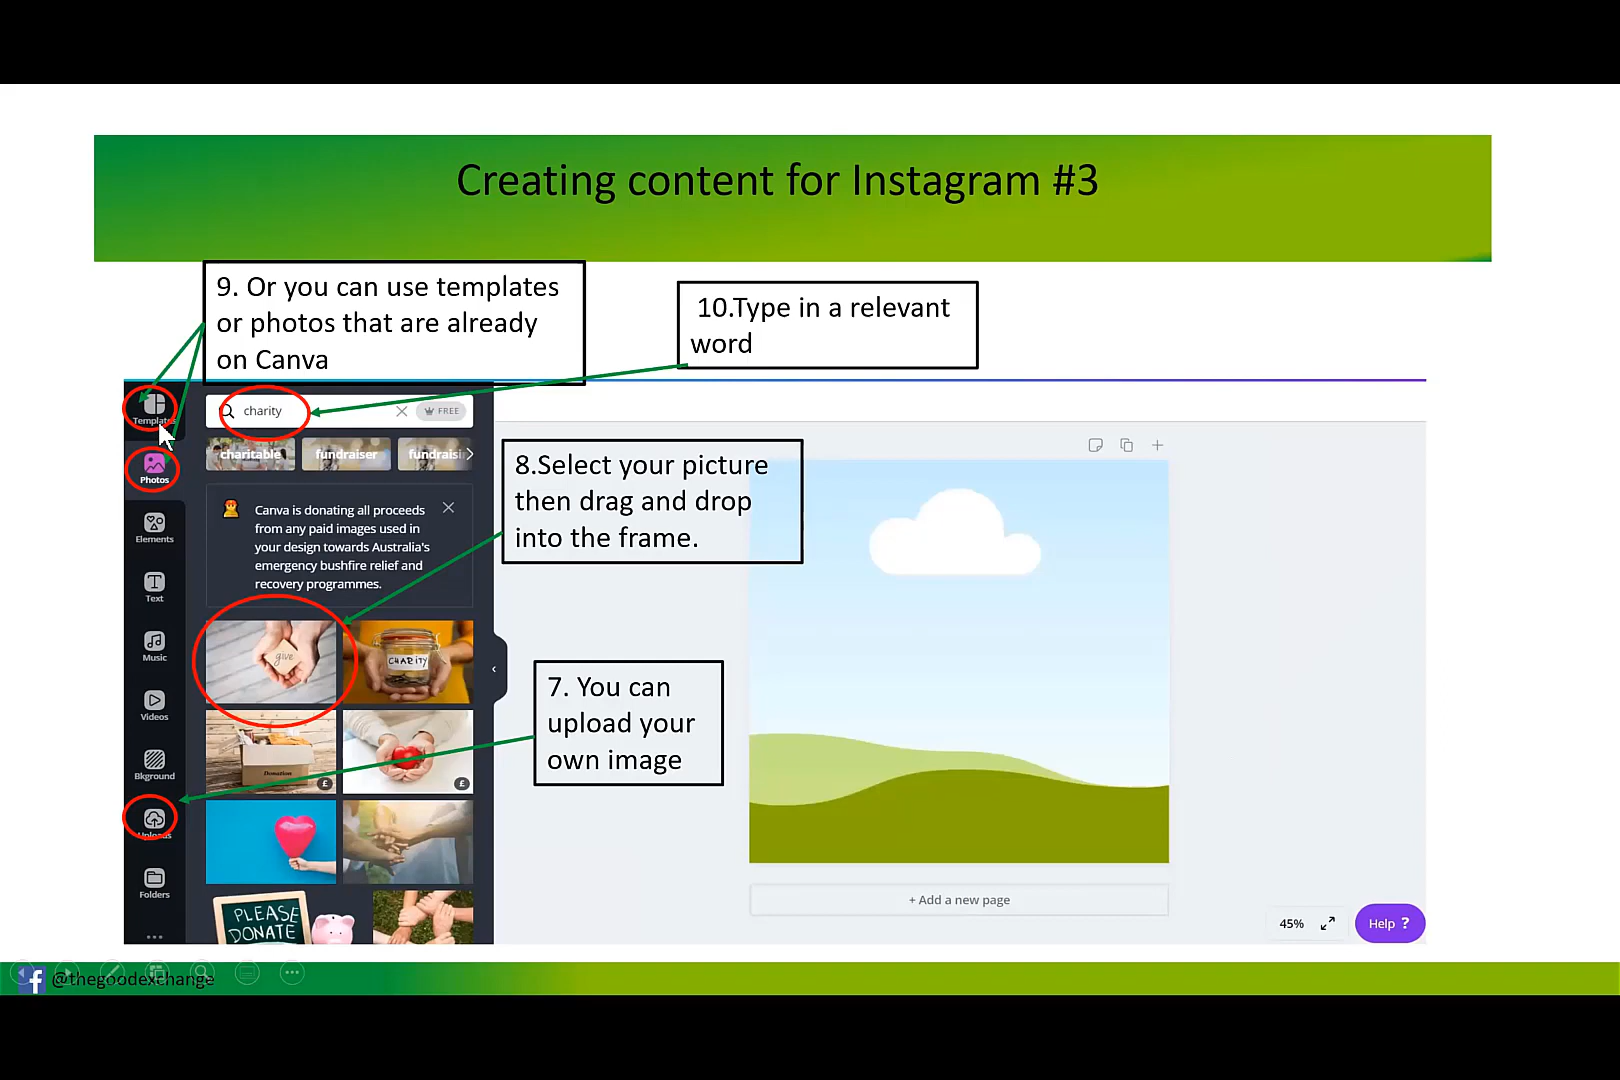 Creating content for Instagram #3
9. Or you can use templates
or photos that are already
on Canva
10.Type in a relevant
word
Templates
charity
FREE
charitable
fundraiser
fundraisi
Photos
8.Select your picture
then drag and drop
into the frame.
Canva is donating all proceeds
from any paid images used in
your design towards Australia's
emergency bushfire relief and
recovery programmes.
Elements
Text
give
CHARITY
Music
7. You can
upload your
own image
Videos
Donation
£
£
Bkground
Uploads
Folders
PLEASE
DONATE
+ Add a new page
45%
Help ?
@thegoodexchange